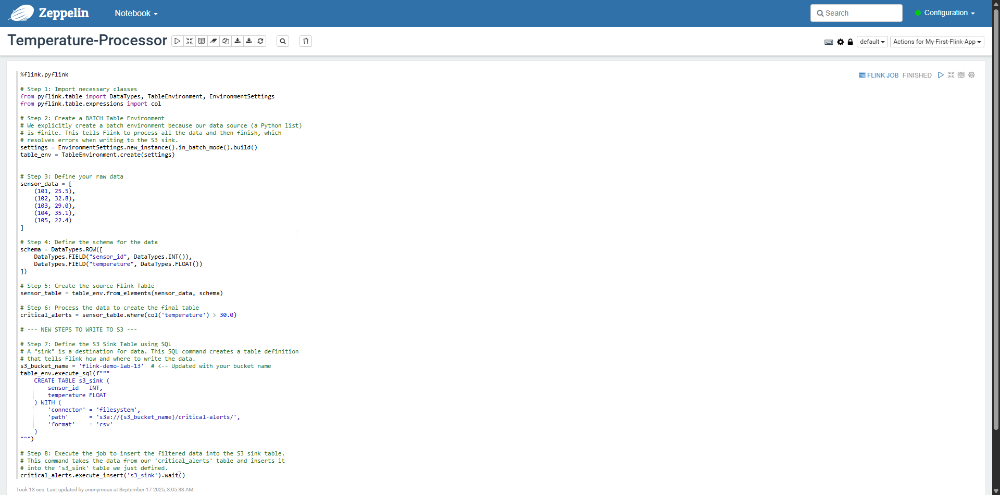 Zeppelin
Notebook
Search
Configuration
Temperature-Processor
default
Actions for My-First-Flink-App
%flink.pyflink
FLINK JOB FINISHED
# Step 1: Import necessary classes
from pyflink.table import DataTypes, TableEnvironment, EnvironmentSettings
from pyflink.table.expressions import col
# Step 2: Create a BATCH Table Environment
# We explicitly create a batch environment because our data source (a Python list)
# is finite. This tells Flink to process all the data and then finish, which
# resolves errors when writing to the S3 sink.
settings = EnvironmentSettings.new_instance().in_batch_mode().build()
table_env = TableEnvironment.create(settings)
# Step 3: Define your raw data
sensor_data = [
    (101, 25.5),
    (102, 32.8),
    (103, 29.0),
    (104, 35.1),
    (105, 22.4)
]
# Step 4: Define the schema for the data
schema = DataTypes.ROW([
    DataTypes.FIELD("sensor_id", DataTypes.INT()),
    DataTypes.FIELD("temperature", DataTypes.FLOAT())
])
# Step 5: Create the source Flink Table
sensor_table = table_env.from_elements(sensor_data, schema)
# Step 6: Process the data to create the final table
critical_alerts = sensor_table.where(col('temperature') > 30.0)
# --- NEW STEPS TO WRITE TO S3 ---
# Step 7: Define the S3 Sink Table using SQL
# A "sink" is a destination for data. This SQL command creates a table definition
# that tells Flink how and where to write the data.
s3_bucket_name = 'flink-demo-lab-13'  # <-- Updated with your bucket name
table_env.execute_sql(f"""
    CREATE TABLE s3_sink (
        sensor_id   INT,
        temperature FLOAT
    ) WITH (
        'connector' = 'filesystem',
        'path'      = 's3a://{s3_bucket_name}/critical-alerts/',
        'format'    = 'csv'
    )
""")
# Step 8: Execute the job to insert the filtered data into the S3 sink table.
# This command takes the data from our 'critical_alerts' table and inserts it
# into the 's3_sink' table we just defined.
critical_alerts.execute_insert('s3_sink').wait()
Took 13 sec. Last updated by anonymous at September 17 2025, 3:05:33 AM.